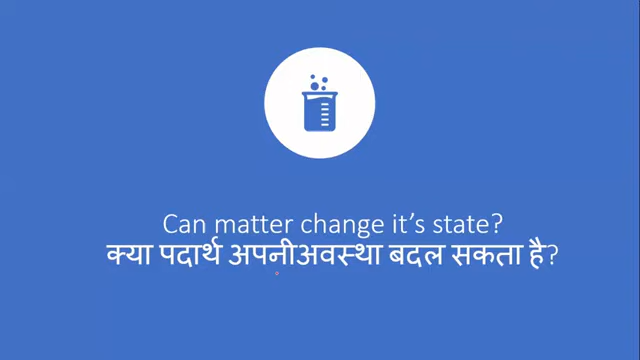 Can matter change it’s state?
क्या पदार्थ अपनीअवस्था बदल सकता है?